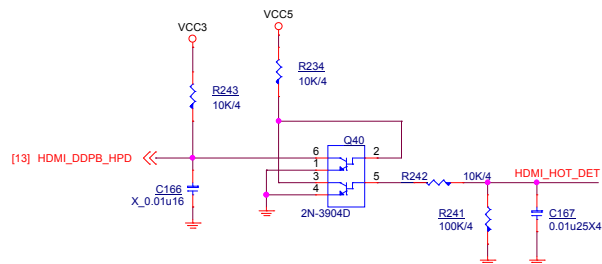 VCC3
VCC5
R243
10K/4
R234
10K/4
[13] HDMI_DDPB_HPD
Q40
6
1
3
4
2
5
2N-3904D
C166
X_0.01u16
R242
10K/4
HDMI_HOT_DET
R241
100K/4
C167
0.01u25X4